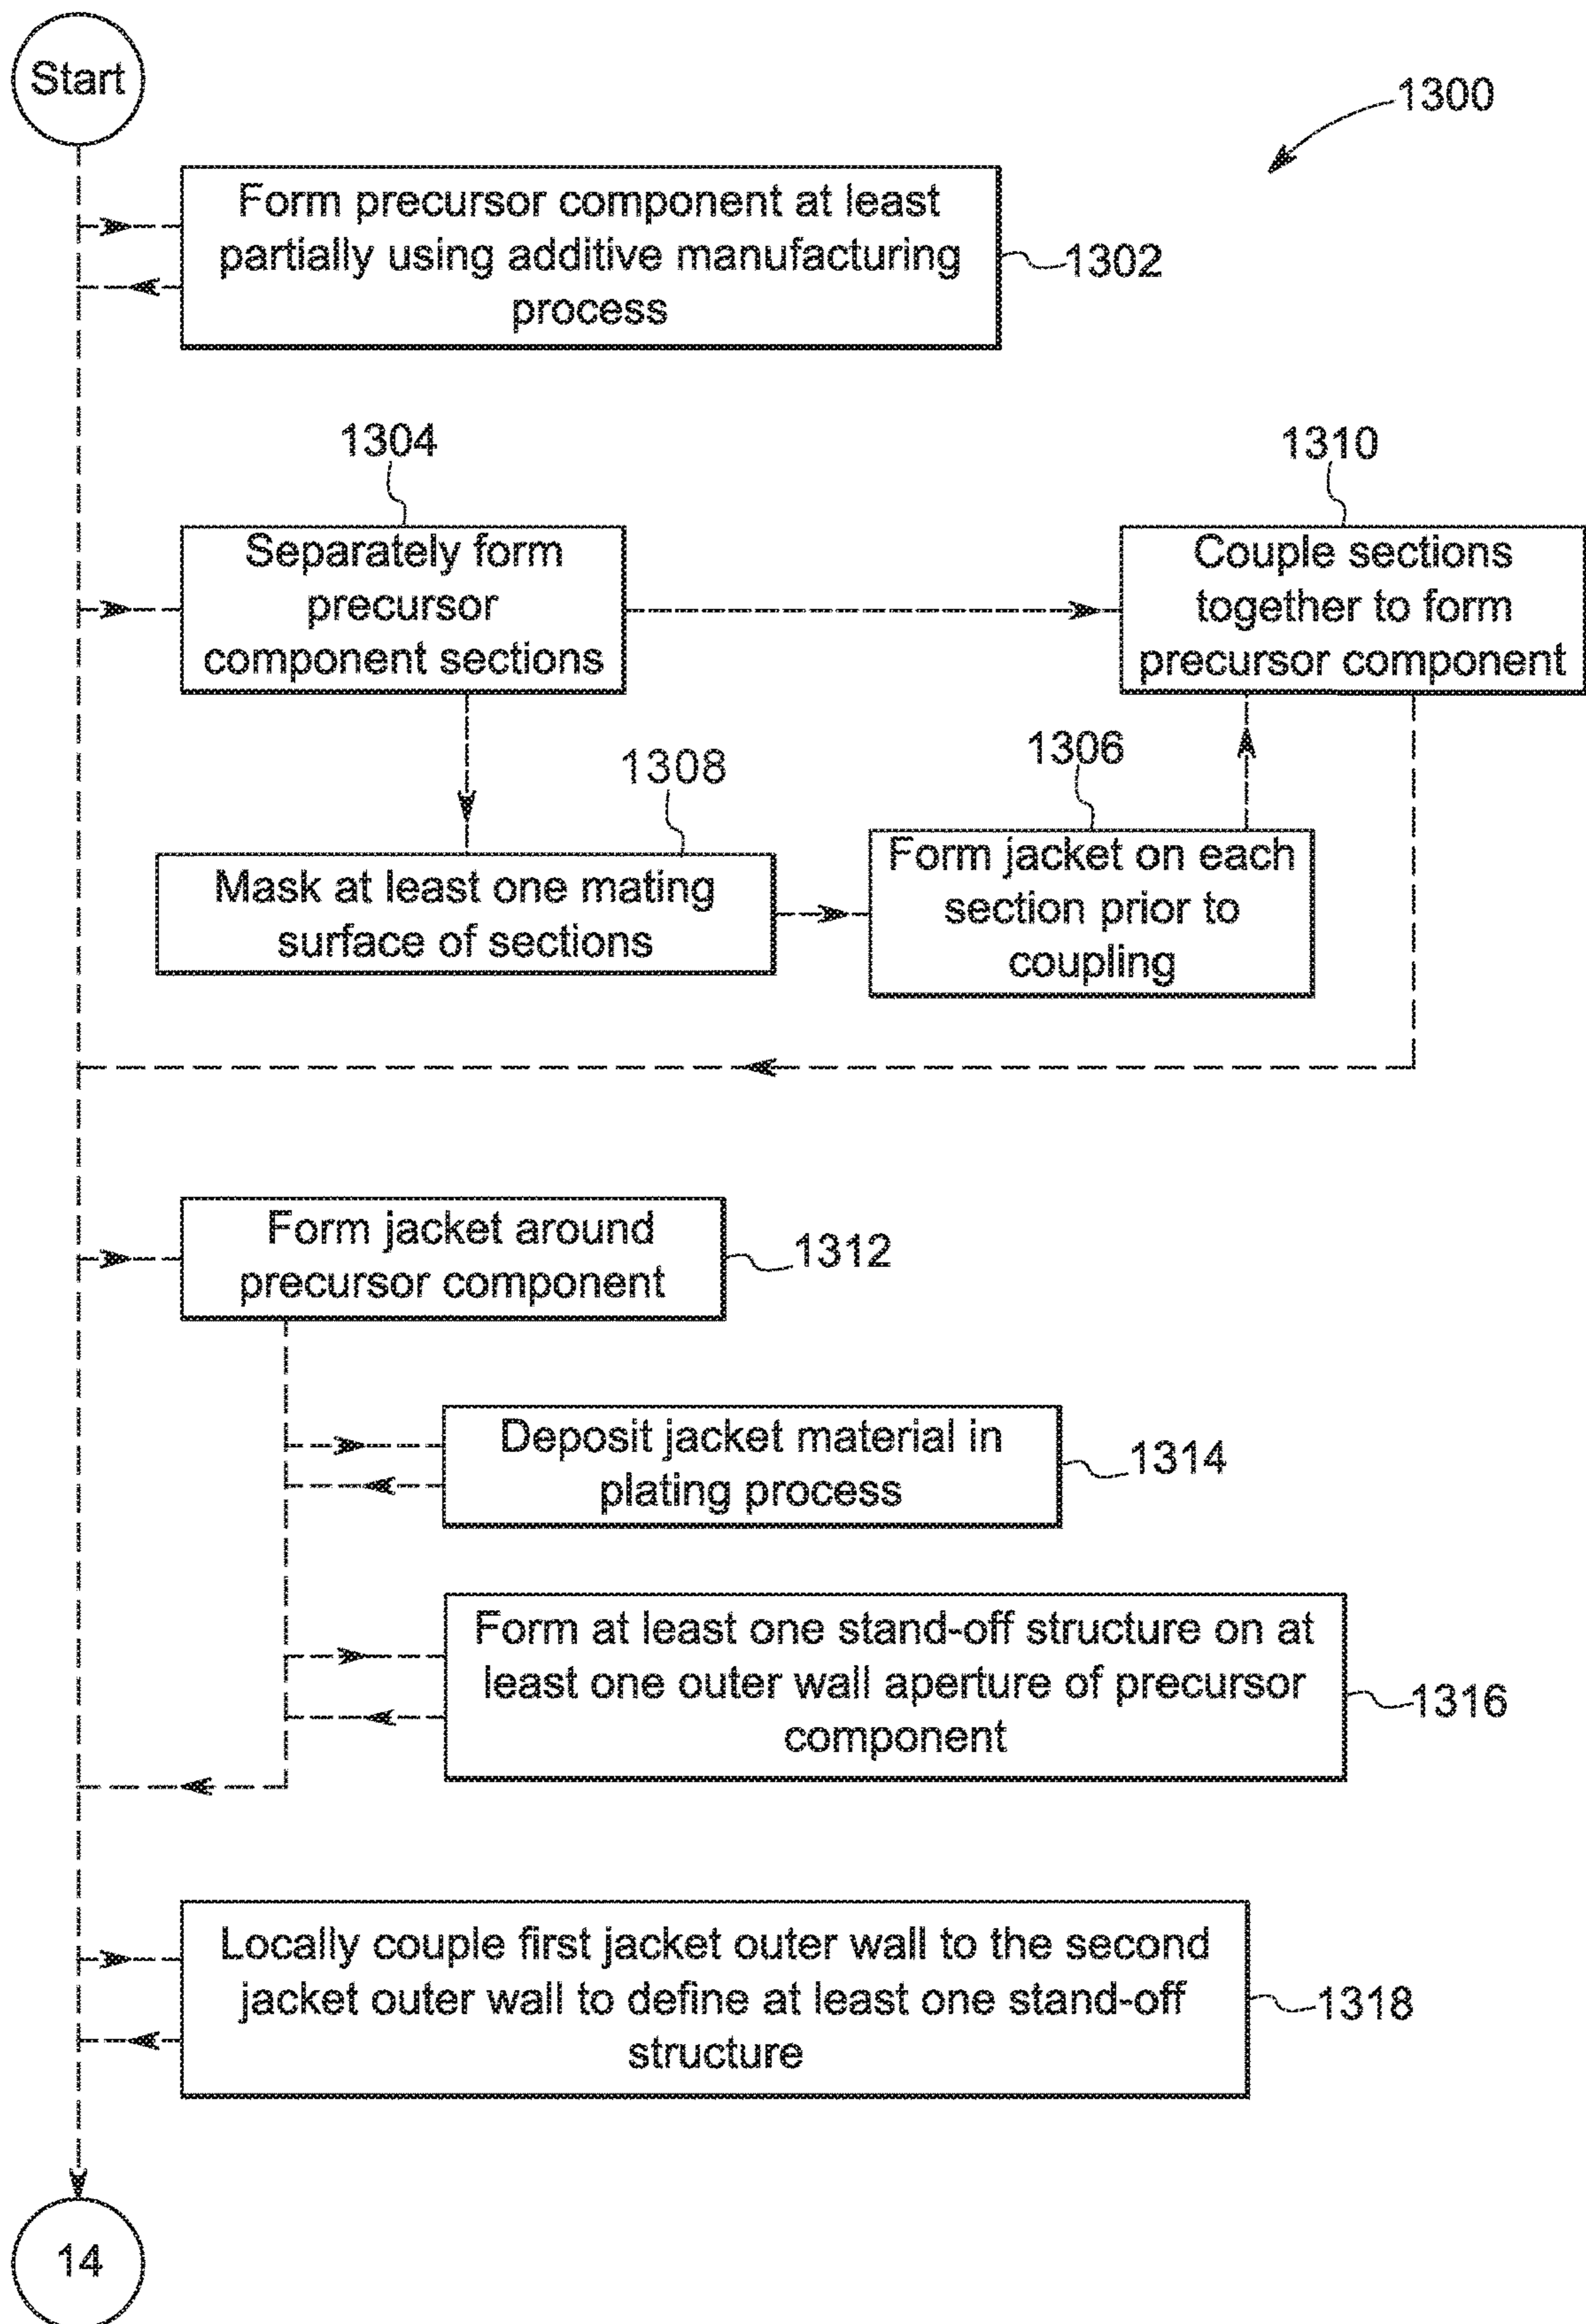 Start
1300
Form precursor component at least
partially using additive manufacturing
process
1302
1304
1310
Separately form
precursor
component sections
Couple sections
together to form
precursor component
1308
1306
Mask at least one mating
surface of sections
Form jacket on each
section prior to
coupling
Form jacket around
precursor component
1312
Deposit jacket material in
plating process
1314
Form at least one stand-off structure on at
least one outer wall aperture of precursor
component
1316
Locally couple first jacket outer wall to the second
jacket outer wall to define at least one stand-off
structure
1318
14